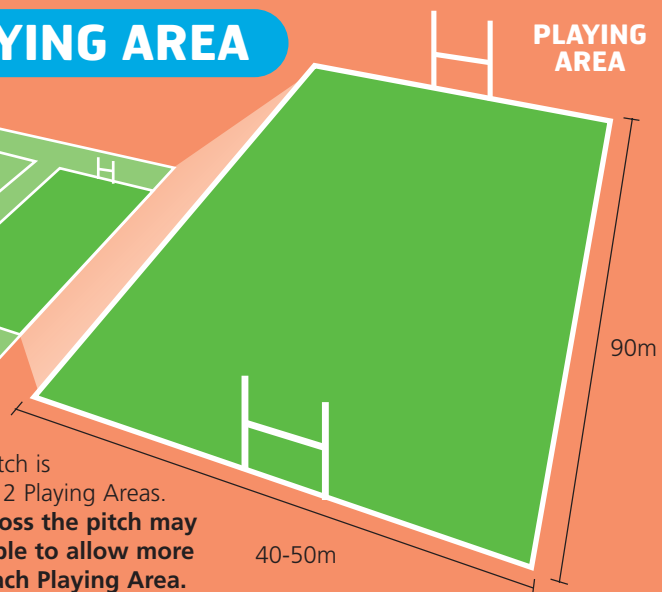 YING AREA
PLAYING
AREA
90m
tch is
2 Playing Areas.
oss the pitch may
ble to allow more
ach Playing Area.
40-50m